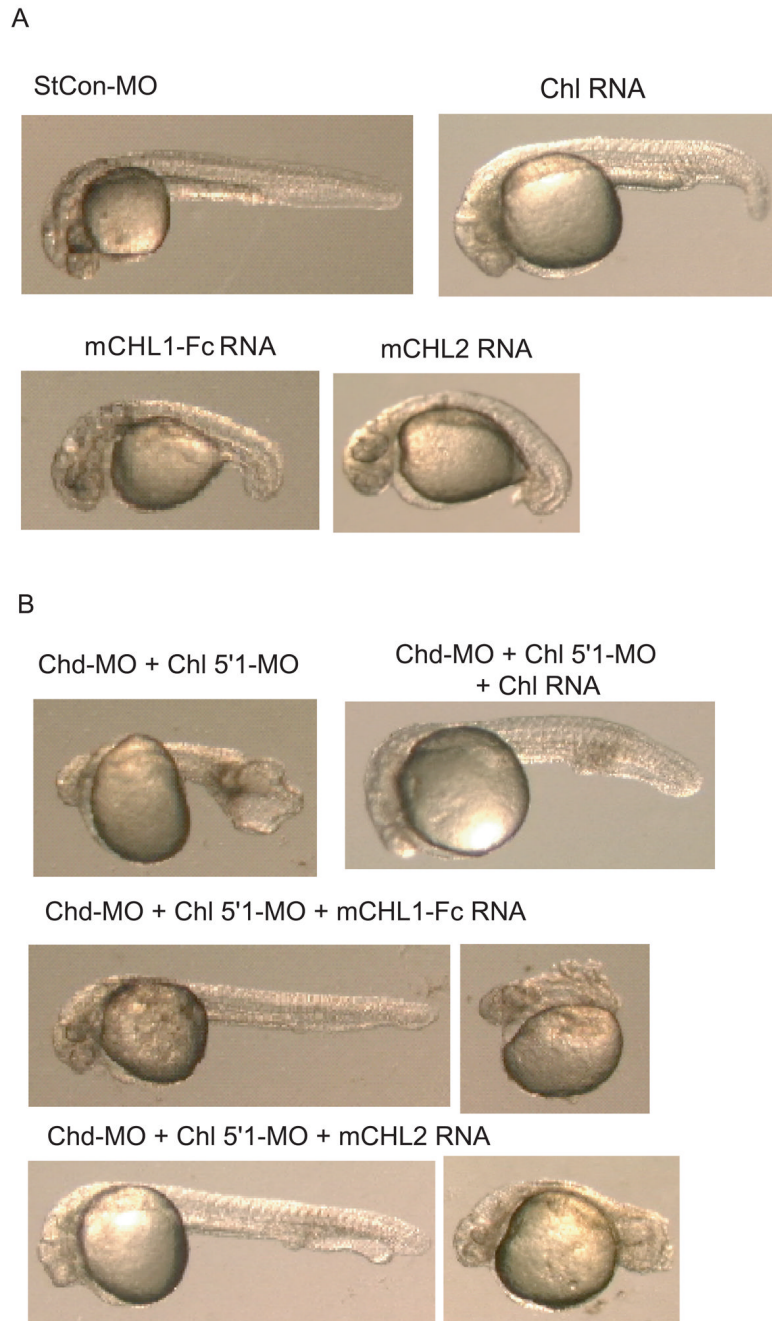 A
StCon-MO
Chl RNA
mCHL1-Fc RNA
mCHL2 RNA
B
Chd-MO + Chl 5'1-MO
Chd-MO + Chl 5'1-MO
+ Chl RNA
Chd-MO + Chl 5'1-MO + mCHL1-Fc RNA
Chd-MO + Chl 5'1-MO + mCHL2 RNA